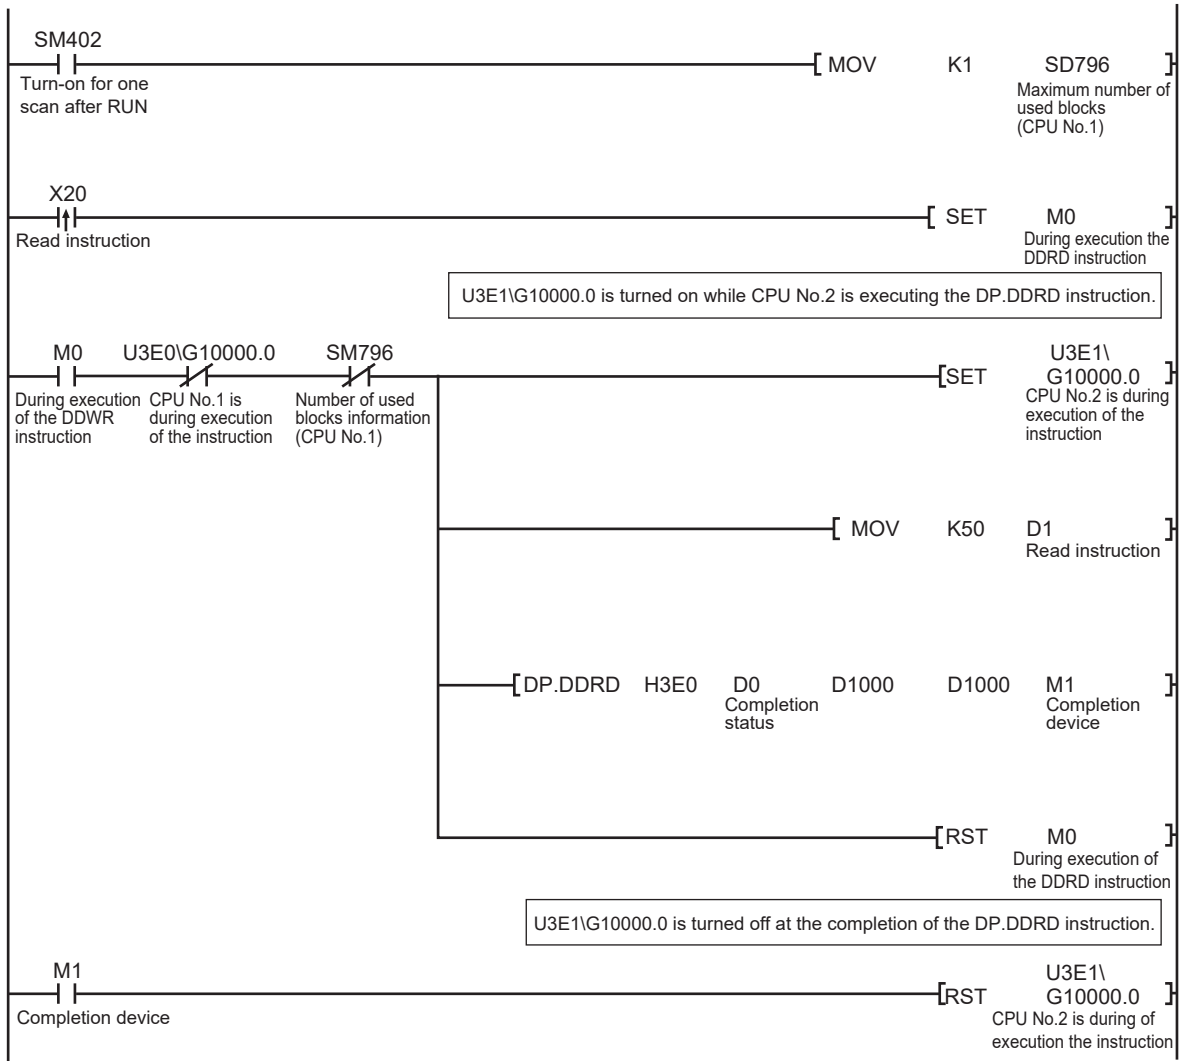 SM402
MOV K1 SD796
Turn-on for one
scan after RUN
Maximum number of
used blocks
(CPU No.1)
X20
SET M0
Read instruction
During execution the
DDRD instruction
U3E1\G10000.0 is turned on while CPU No.2 is executing the DP.DDRD instruction.
M0 U3E0\G10000.0 SM796 U3E1\
SET G10000.0
During execution
of the DDWR
instruction
CPU No.1 is
during execution
of the instruction
Number of used
blocks information
(CPU No.1)
CPU No.2 is during
execution of the
instruction
MOV K50 D1
Read instruction
DP.DDRD H3E0 D0 D1000 D1000 M1
Completion
status
Completion
device
RST M0
During execution of
the DDRD instruction
U3E1\G10000.0 is turned off at the completion of the DP.DDRD instruction.
M1 U3E1\
RST G10000.0
Completion device
CPU No.2 is during of
execution the instruction